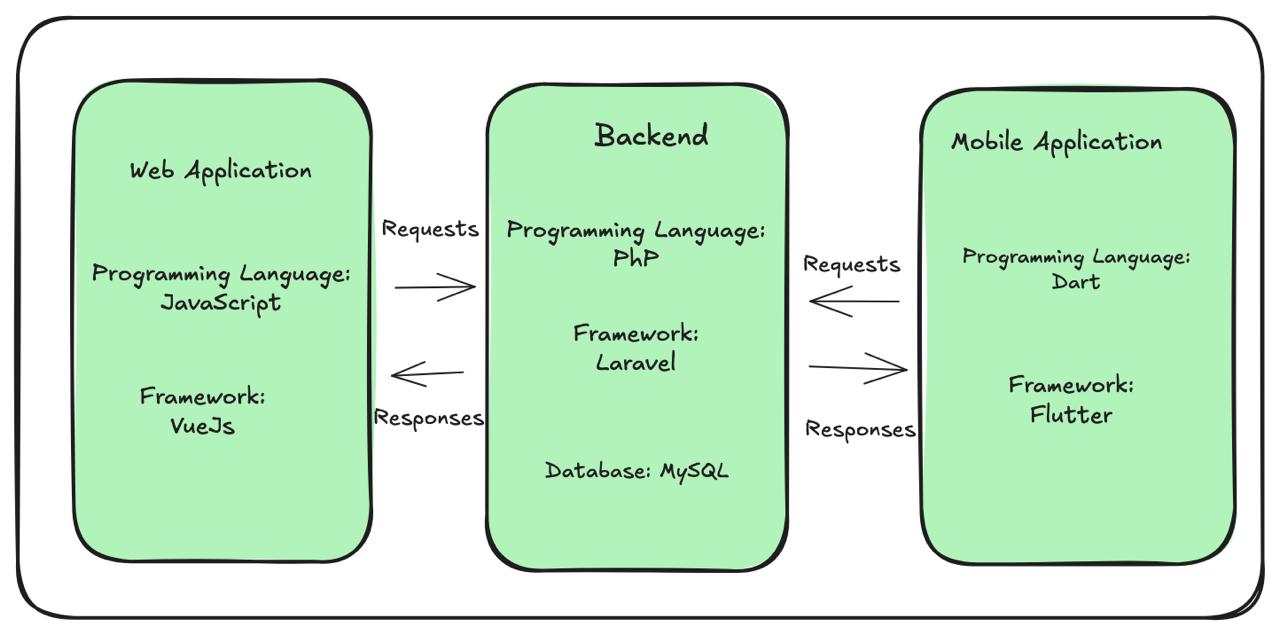 Web Application
Programming Language:
JavaScript
Framework:
VueJs
Requests
Responses
Backend
Programming Language:
PhP
Framework:
Laravel
Database: MySQL
Requests
Responses
Mobile Application
Programming Language:
Dart
Framework:
Flutter